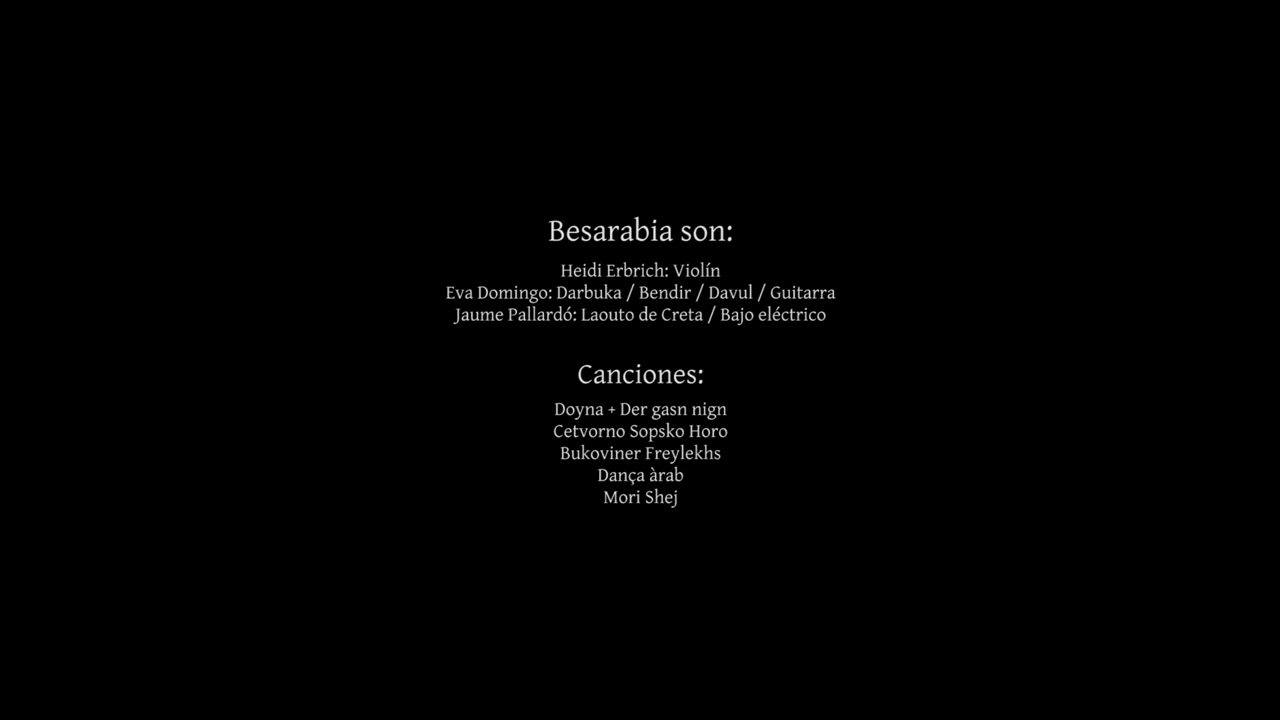 Besarabia son:
Heidi Erbrich: Violín
Eva Domingo: Darbuka / Bendir / Davul / Guitarra
Jaume Pallardó: Laouto de Creta / Bajo eléctrico
Canciones:
Doyna + Der gasn nign
Cetvorno Sopsko Horo
Bukoviner Freylekhs
Dança àrab
Mori Shej